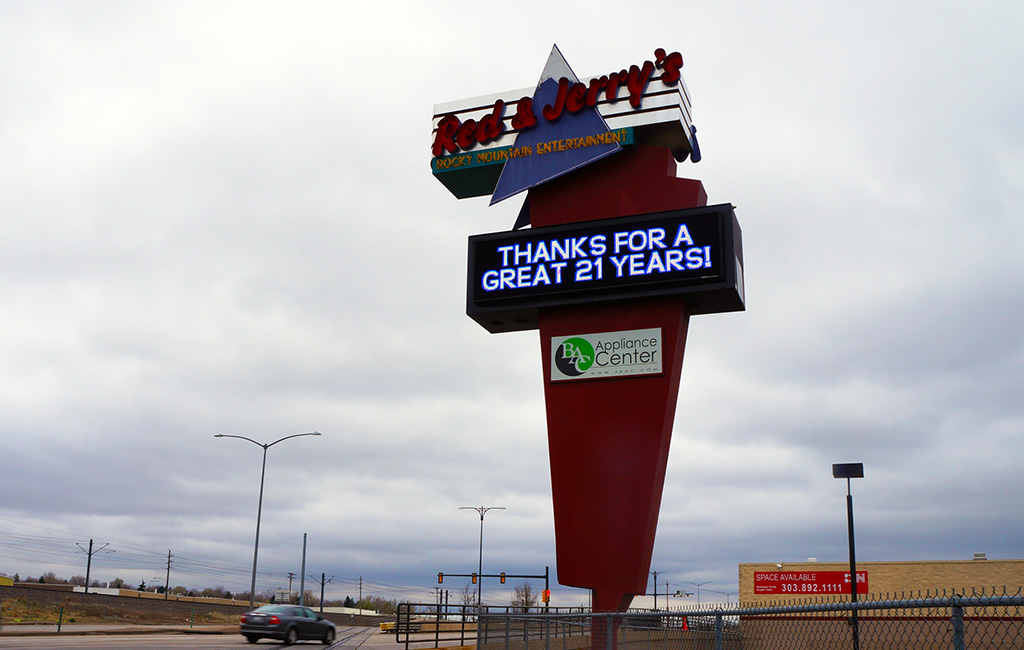 Red & Jerry's
ROCKY MOUNTAIN ENTERTAINMENT
THANKS FOR A
GREAT 21 YEARS!
BAC
Appliance
Center
SPACE AVAILABLE
303.892.1111